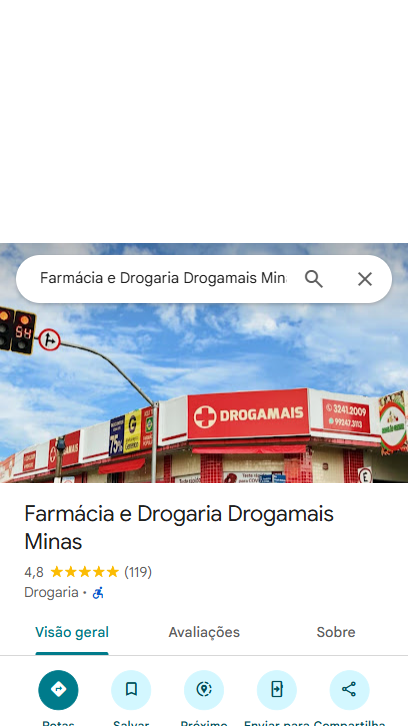 Farmácia e Drogaria Drogamais Min
94
DROGAMAIS
3241.2009
99247.3113
75%
G
E
Farmácia e Drogaria Drogamais
Minas
4,8 (119)
Drogaria ·
Visão geral
Avaliações
Sobre
Rotas
Salvar
Próximo
Enviar para
Compartilha